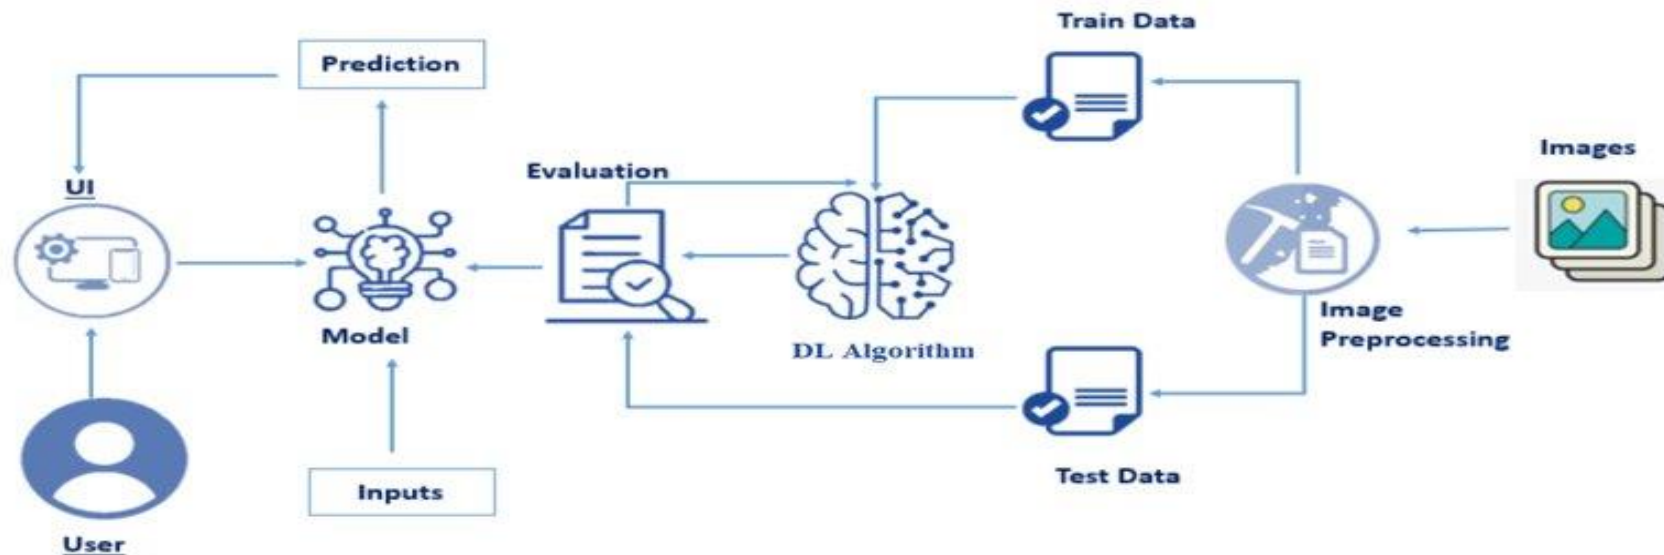 Train Data
Prediction
Images
Evaluation
UI
Image
Preprocessing
Model
DL Algorithm
Test Data
Inputs
User